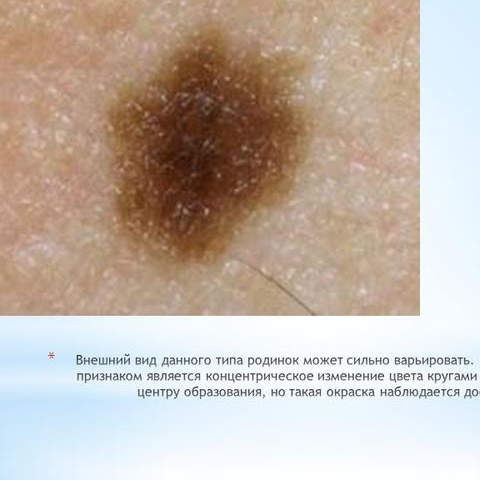 * Внешний вид данного типа родинок может сильно варьировать.
признаком является концентрическое изменение цвета кругами
центру образования, но такая окраска наблюдается